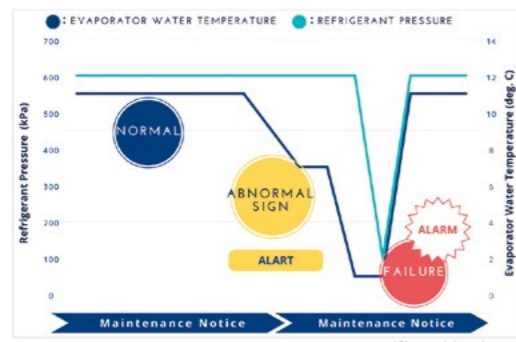 : EVAPORATOR WATER TEMPERATURE
: REFRIGERANT PRESSURE
700
600
500
400
300
200
100
0
Refrigerant Pressure (kPa)
14
12
10
8
6
4
2
0
Evaporator Water Temperature (deg. C)
NORMAL
ABNORMAL
SIGN
ALART
ALARM
FAILURE
Maintenance Notice
Maintenance Notice